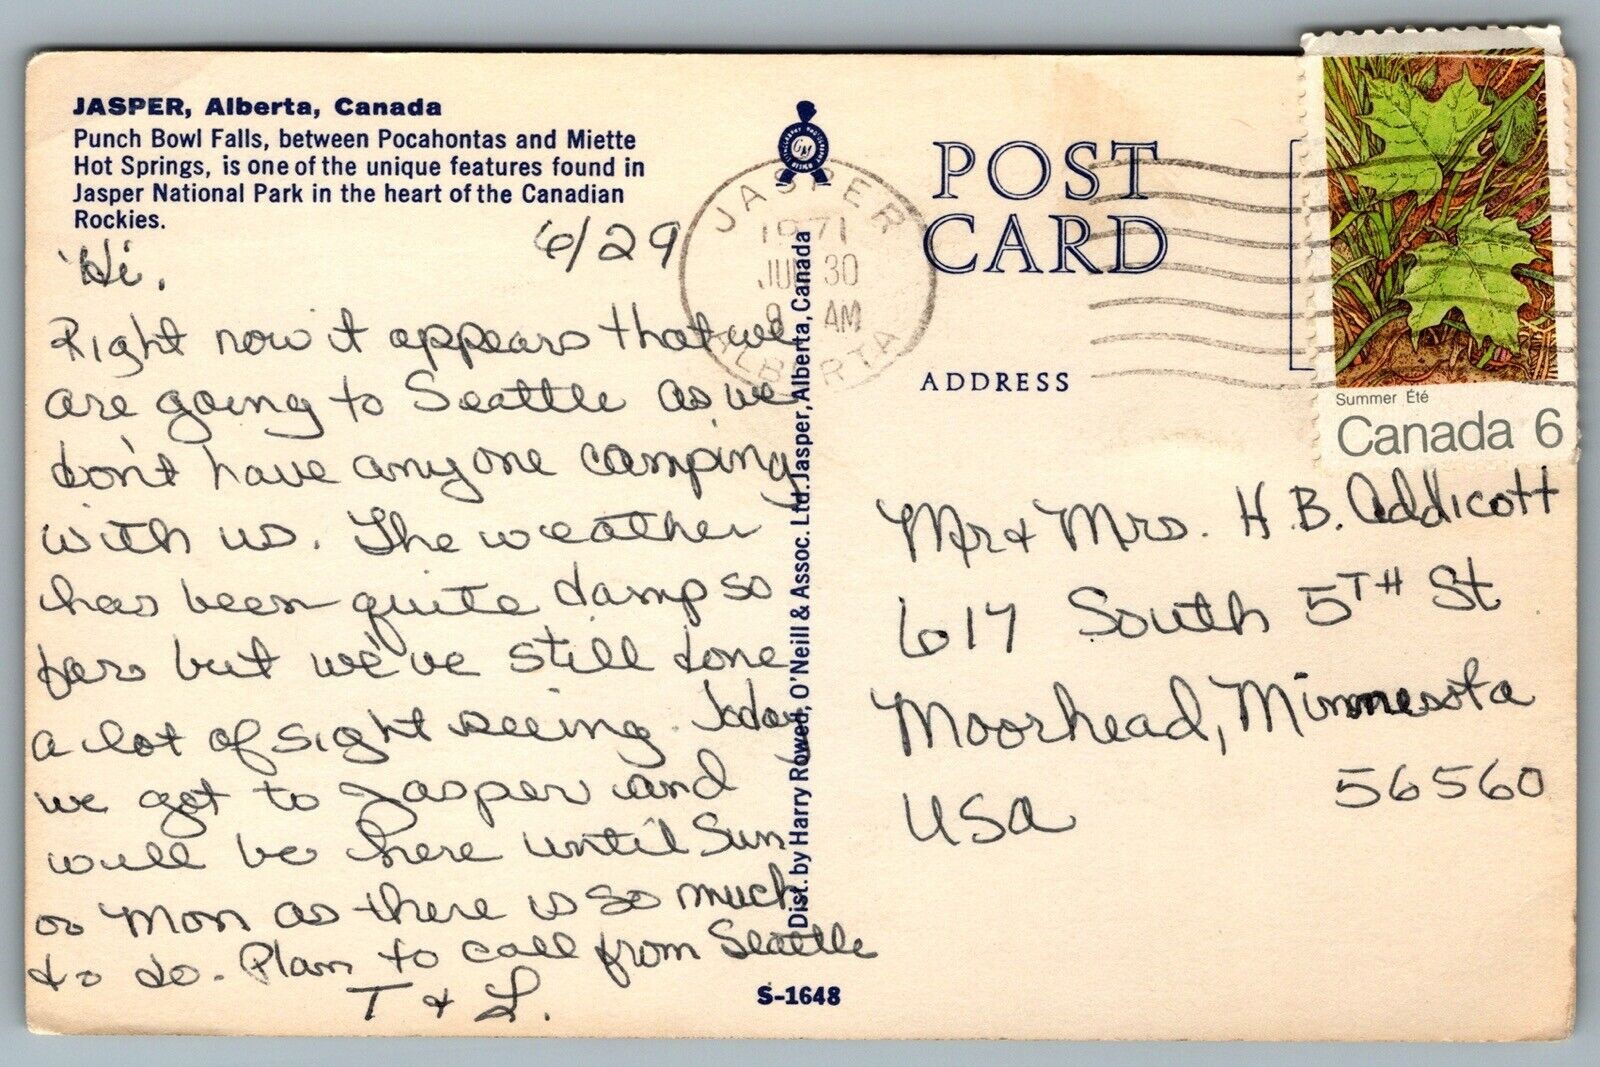 JASPER, Alberta, Canada
Punch Bowl Falls, between Pocahontas and Miette
Hot Springs, is one of the unique features found in
Jasper National Park in the heart of the Canadian
Rockies.
6/29
Hi,
Right now it appears that we
are going to Seattle as we
don't have anyone camping
with us. The weather
has been quite damp so
far but we've still done
a lot of sight seeing. Today
we got to Jasper and
will be here until Sun
or Mon as there is so much
to do. Plan to call from Seattle
T & L.
S-1648
Dist. by Harry Rowed, O'Neill & Assoc. Ltd. Jasper, Alberta, Canada
GM
JASPER
1971
JUN 30
AM
ALBERTA
POST
CARD
ADDRESS
Summer Eté
Canada 6
Mr & Mrs. H. B. Addicott
617 South 5TH St
Moorhead, Minnesota
56560
USA